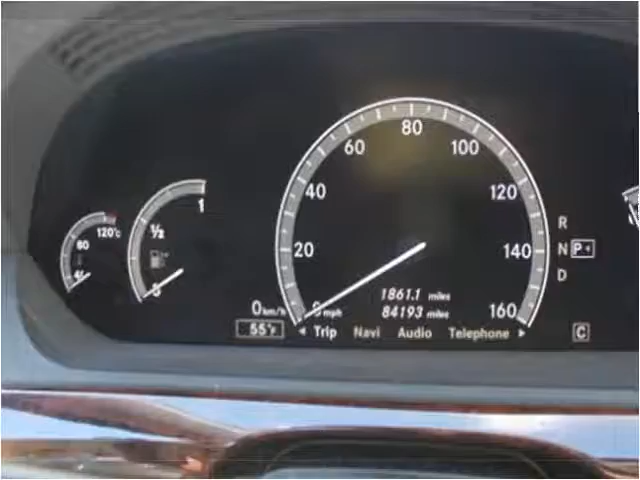 80
60
100
40
120
20
140
0 mph
160
1
½
120°c
80
R
N
P
D
0 km/h
55°F
1861.1 miles
84193 miles
Trip Navi Audio Telephone
C